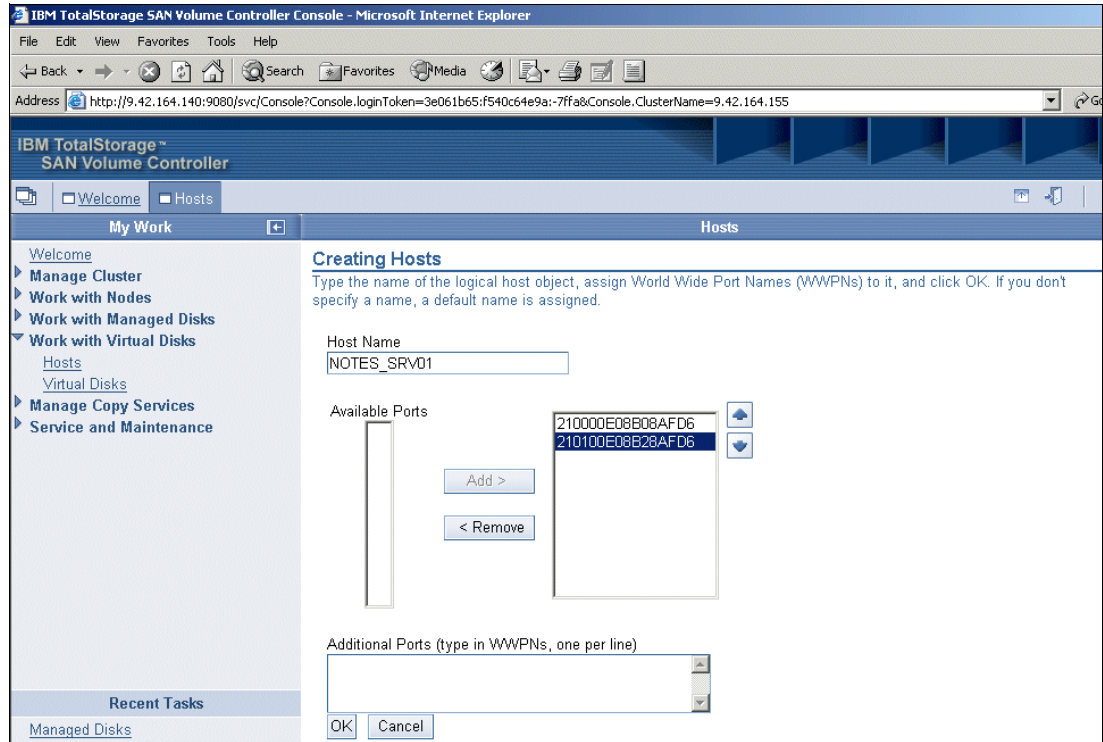 IBM TotalStorage SAN Volume Controller Console - Microsoft Internet Explorer
File Edit View Favorites Tools Help
Back Search Favorites Media
Address http://9.42.164.140:9080/svc/Console?Console.loginToken=3e061b65:f540c64e9a:-7ffa&Console.ClusterName=9.42.164.155
IBM TotalStorage™
SAN Volume Controller
Welcome Hosts
My Work
Hosts
Welcome
Manage Cluster
Work with Nodes
Work with Managed Disks
Work with Virtual Disks
Hosts
Virtual Disks
Manage Copy Services
Service and Maintenance
Recent Tasks
Managed Disks
Creating Hosts
Type the name of the logical host object, assign World Wide Port Names (WWPNs) to it, and click OK. If you don't
specify a name, a default name is assigned.
Host Name
NOTES_SRV01
Available Ports
210000E08B08AFD6
210100E08B28AFD6
Add >
< Remove
Additional Ports (type in WWPNs, one per line)
OK Cancel